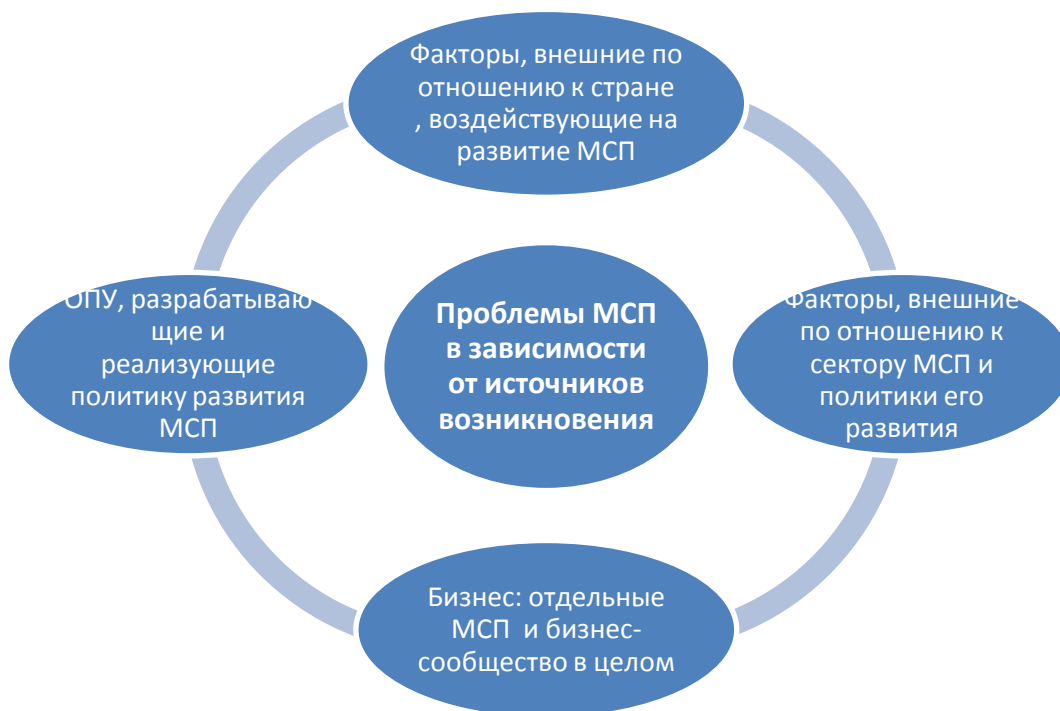 Факторы, внешние по
отношению к стране
, воздействующие на
развитие МСП
ОПУ, разрабатываю
щие и
реализующие
политику развития
МСП
Проблемы МСП
в зависимости
от источников
возникновения
Факторы, внешние
по отношению к
сектору МСП и
политики его
развития
Бизнес: отдельные
МСП и бизнес-
сообщество в целом